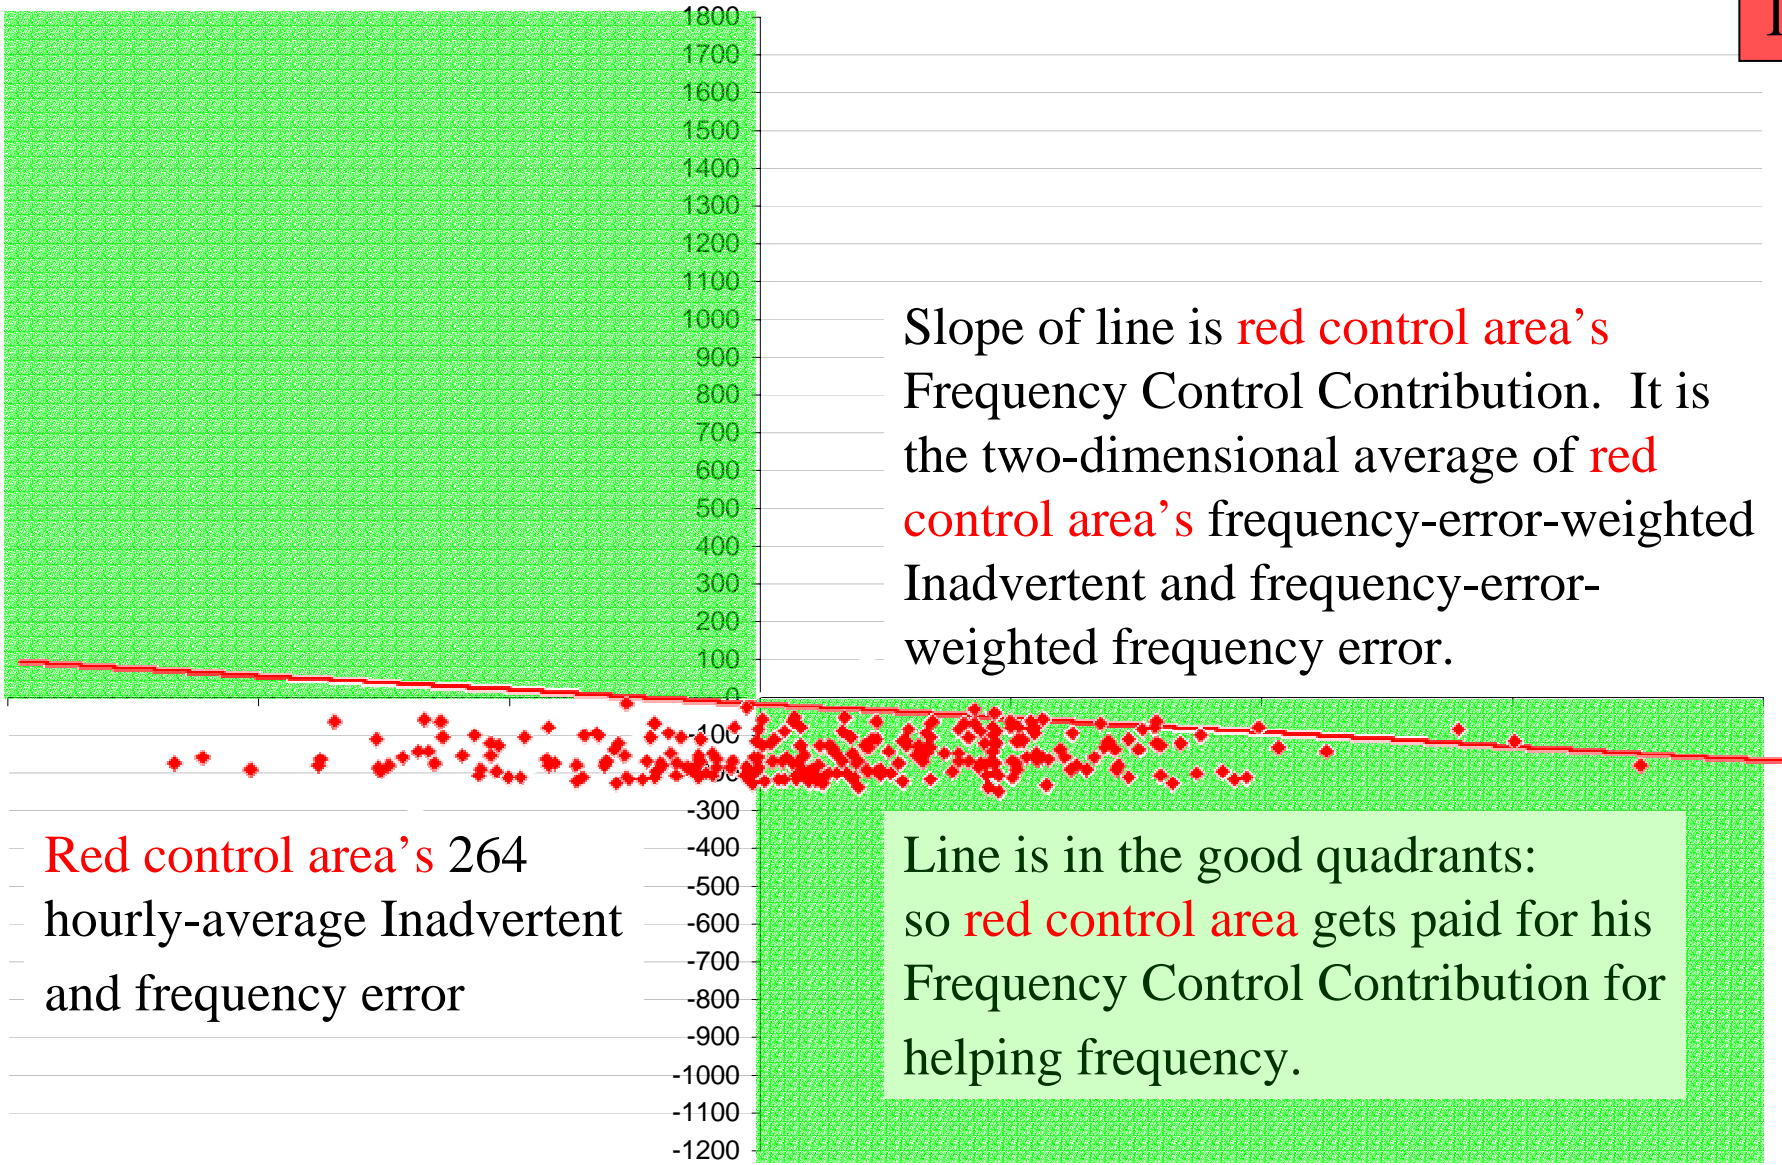 1800
1700
1600
1500
1400
1300
1200
1100
1000
900
800
700
600
500
400
300
200
100
0
-100
-300
-400
-500
-600
-700
-800
-900
-1000
-1100
-1200
Slope of line is red control area’s
Frequency Control Contribution. It is
the two-dimensional average of red
control area’s frequency-error-weighted
Inadvertent and frequency-error-
weighted frequency error.
Red control area’s 264
hourly-average Inadvertent
and frequency error
Line is in the good quadrants:
so red control area gets paid for his
Frequency Control Contribution for
helping frequency.